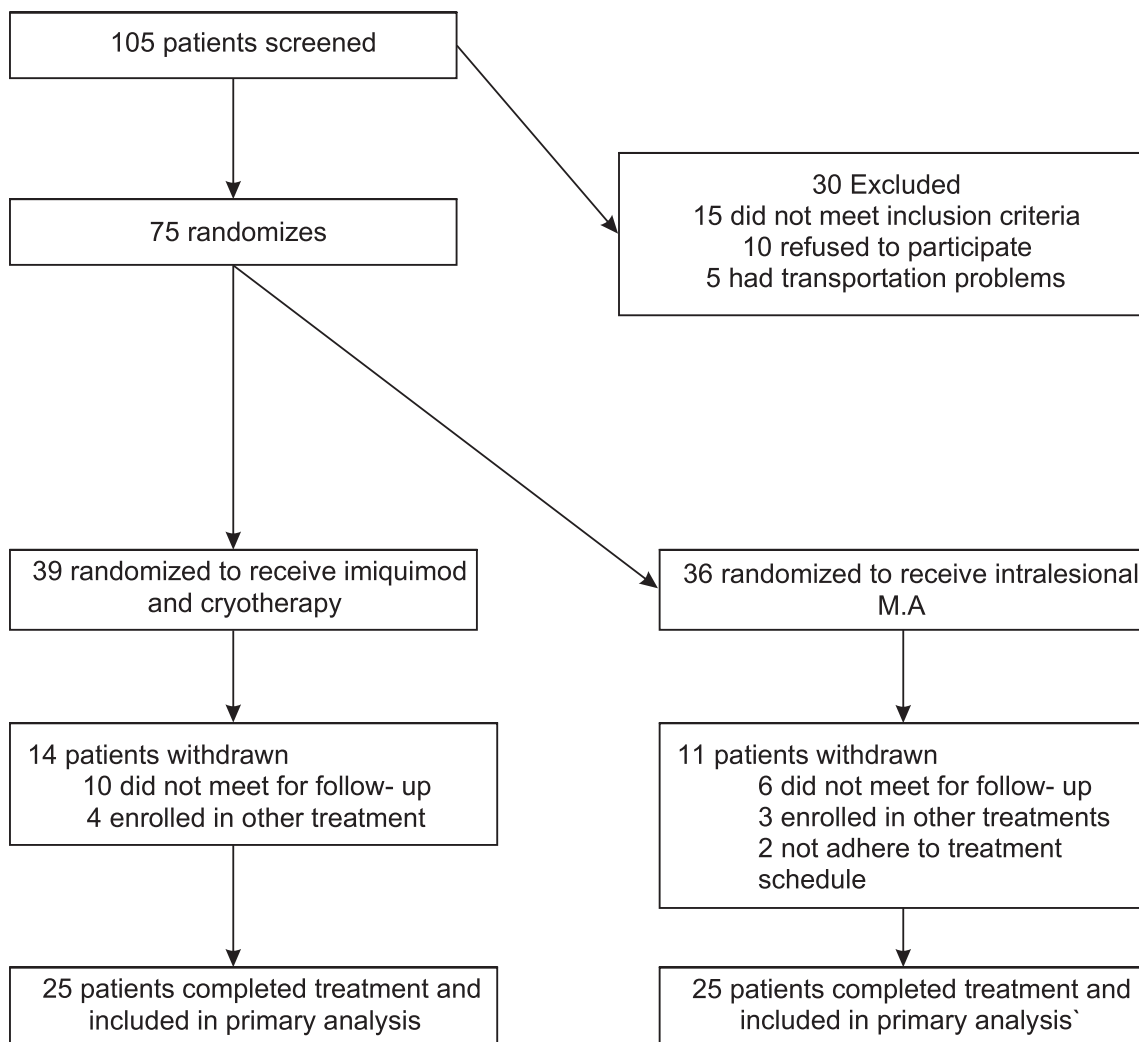 105 patients screened
30 Excluded
15 did not meet inclusion criteria
10 refused to participate
5 had transportation problems
75 randomizes
39 randomized to receive imiquimod
and cryotherapy
36 randomized to receive intralesional
M.A
14 patients withdrawn
10 did not meet for follow- up
4 enrolled in other treatment
11 patients withdrawn
6 did not meet for follow- up
3 enrolled in other treatments
2 not adhere to treatment
schedule
25 patients completed treatment and
included in primary analysis
25 patients completed treatment and
included in primary analysis`